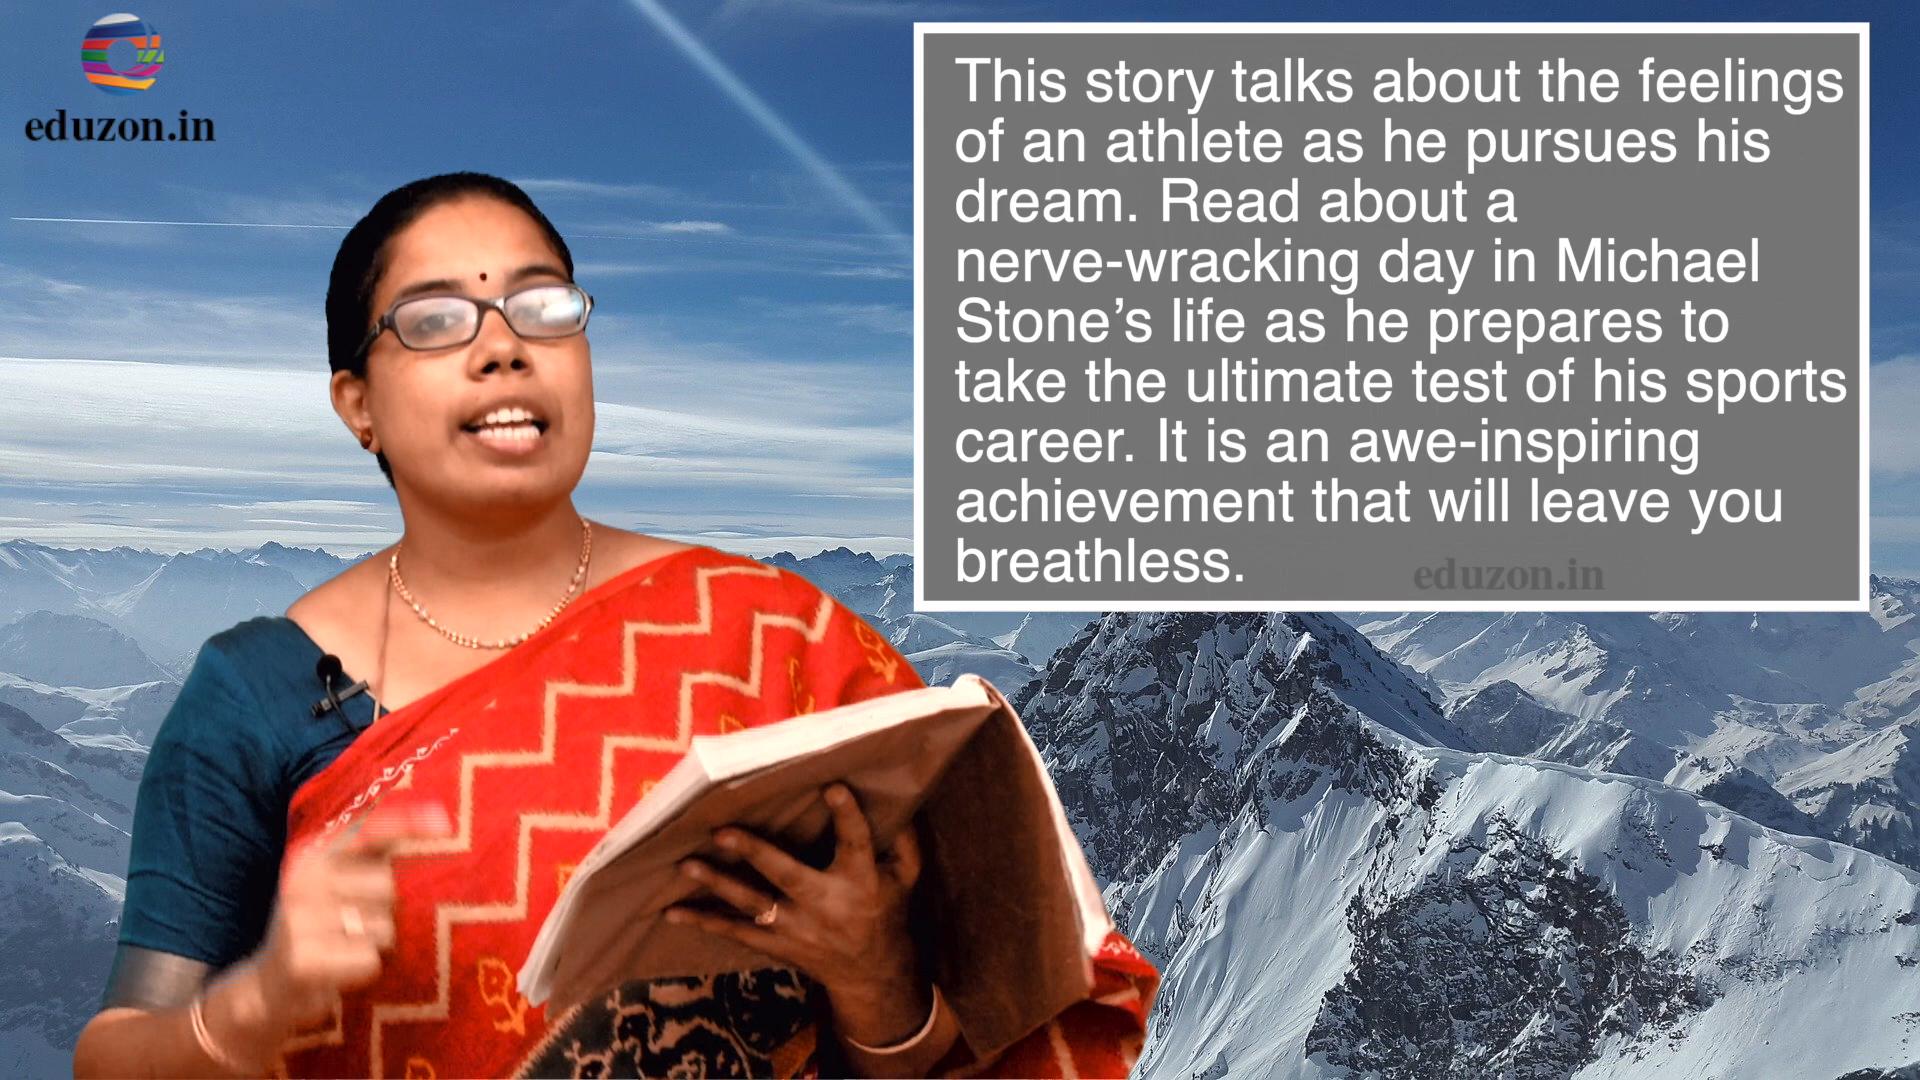 eduzon.in
This story talks about the feelings
of an athlete as he pursues his
dream. Read about a
nerve-wracking day in Michael
Stone’s life as he prepares to
take the ultimate test of his sports
career. It is an awe-inspiring
achievement that will leave you
breathless.
eduzon.in